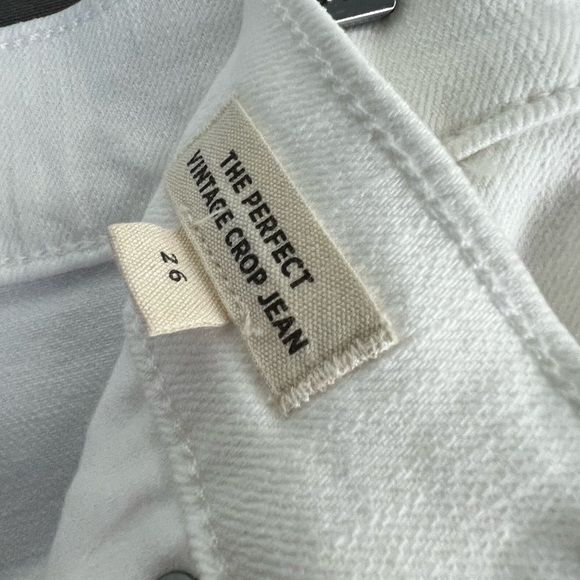 THE PERFECT
VINTAGE CROP JEAN
26